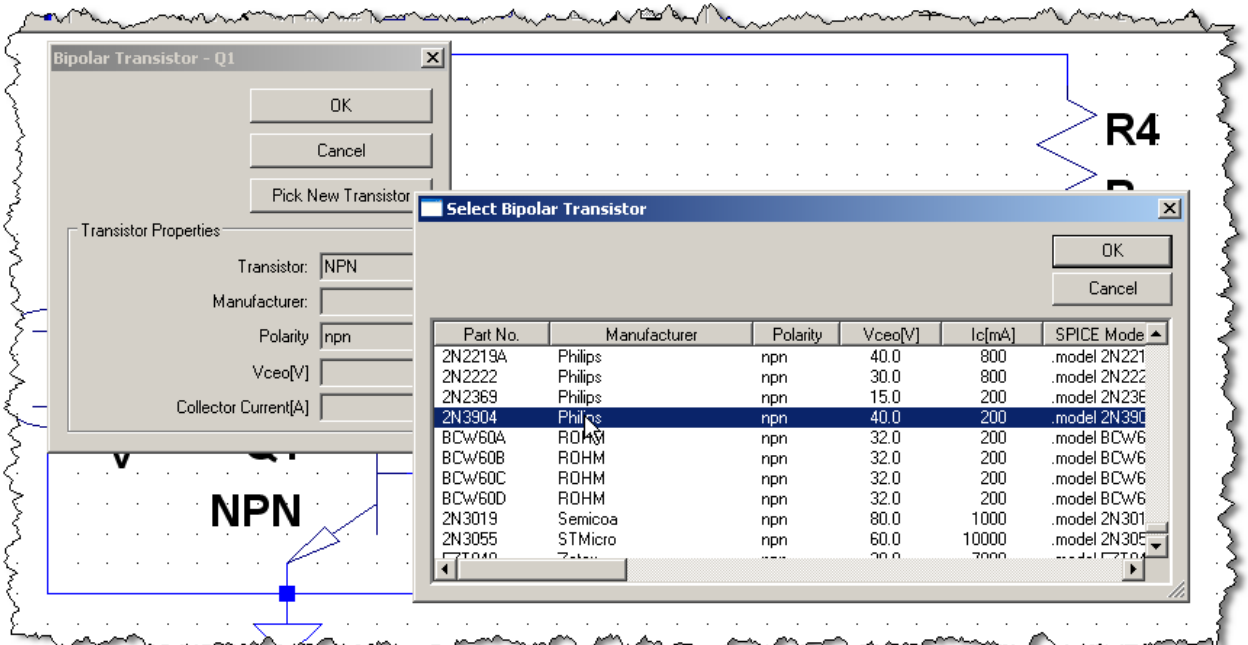 Bipolar Transistor - Q1
OK
Cancel
Pick New Transistor
Transistor Properties
Transistor: NPN
Manufacturer:
Polarity npn
Vceo[V]
Collector Current[A]
R4
Select Bipolar Transistor
OK
Cancel
Part No. Manufacturer Polarity Vceo[V] Ic[mA] SPICE Mode
2N2219A Philips npn 40.0 800 .model 2N221
2N2222 Philips npn 30.0 800 .model 2N222
2N2369 Philips npn 15.0 200 .model 2N236
2N3904 Philips npn 40.0 200 .model 2N390
BCW60A ROHM npn 32.0 200 .model BCW6
BCW60B ROHM npn 32.0 200 .model BCW6
BCW60C ROHM npn 32.0 200 .model BCW6
BCW60D ROHM npn 32.0 200 .model BCW6
2N3019 Semicoa npn 80.0 1000 .model 2N301
2N3055 STMicro npn 60.0 10000 .model 2N305
NPN